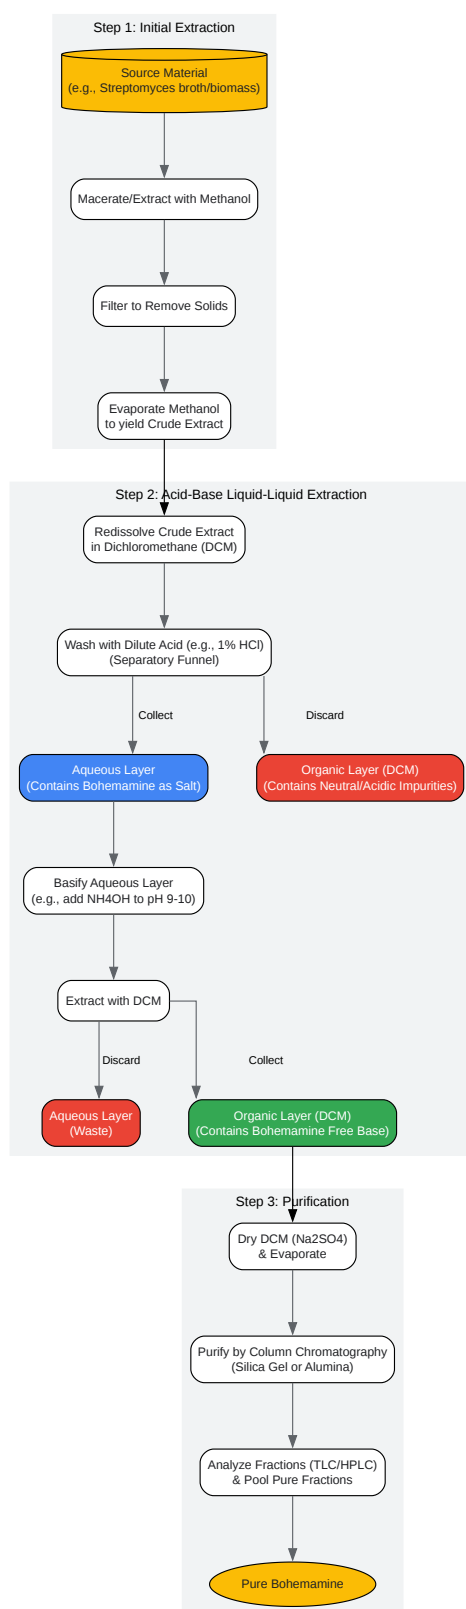 Step 1: Initial Extraction
Source Material
(e.g., Streptomyces broth/biomass)
Macerate/Extract with Methanol
Filter to Remove Solids
Evaporate Methanol
to yield Crude Extract
Step 2: Acid-Base Liquid-Liquid Extraction
Redissolve Crude Extract
in Dichloromethane (DCM)
Wash with Dilute Acid (e.g., 1% HCl)
(Separatory Funnel)
Collect
Discard
Aqueous Layer
(Contains Bohemamine as Salt)
Organic Layer (DCM)
(Contains Neutral/Acidic Impurities)
Basify Aqueous Layer
(e.g., add NH4OH to pH 9-10)
Extract with DCM
Discard
Collect
Aqueous Layer
(Waste)
Organic Layer (DCM)
(Contains Bohemamine Free Base)
Step 3: Purification
Dry DCM (Na2SO4)
& Evaporate
Purify by Column Chromatography
(Silica Gel or Alumina)
Analyze Fractions (TLC/HPLC)
& Pool Pure Fractions
Pure Bohemamine